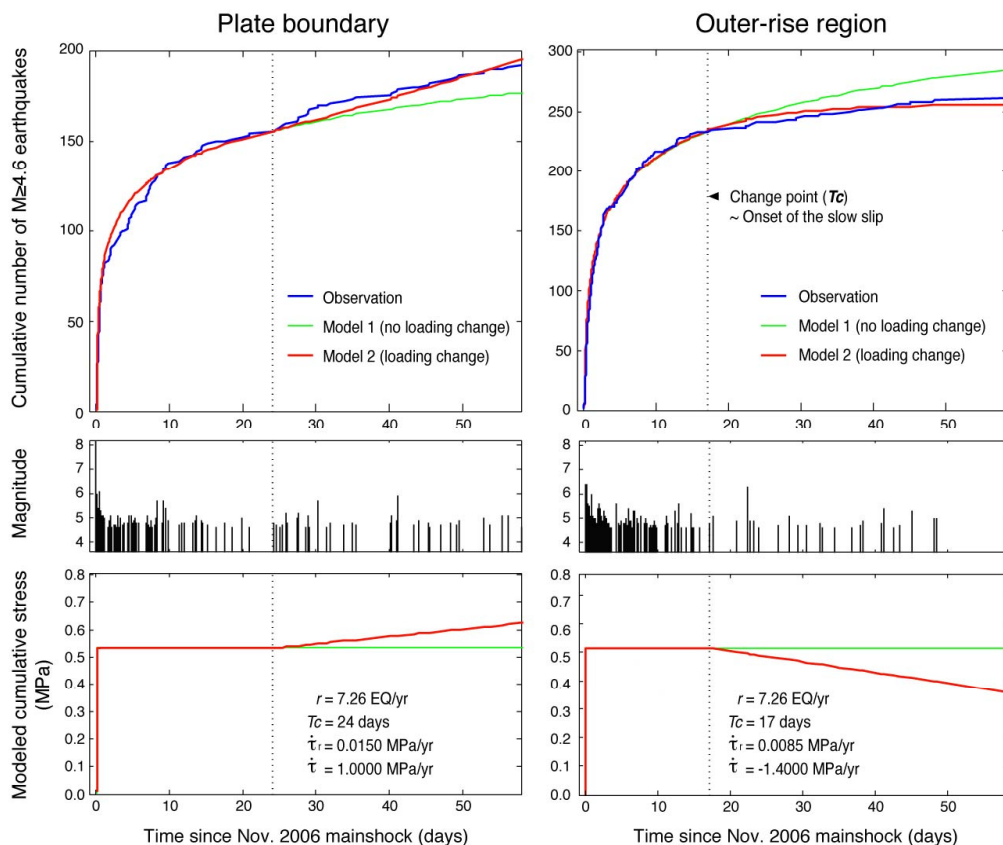 Plate boundary
Outer-rise region
Cumulative number of M≥4.6 earthquakes
200
150
100
50
0
Observation
Model 1 (no loading change)
Model 2 (loading change)
0 10 20 30 40 50
300
250
200
150
100
50
0
Change point (Tc)
~ Onset of the slow slip
Observation
Model 1 (no loading change)
Model 2 (loading change)
0 10 20 30 40 50
Magnitude
8
7
6
5
4
8
7
6
5
4
Modeled cumulative stress
(MPa)
0.8
0.7
0.6
0.5
0.4
0.3
0.2
0.1
0.0
r = 7.26 EQ/yr
Tc = 24 days
τ̇r = 0.0150 MPa/yr
τ̇ = 1.0000 MPa/yr
0 10 20 30 40 50
Time since Nov. 2006 mainshock (days)
0.8
0.7
0.6
0.5
0.4
0.3
0.2
0.1
0.0
r = 7.26 EQ/yr
Tc = 17 days
τ̇r = 0.0085 MPa/yr
τ̇ = -1.4000 MPa/yr
0 10 20 30 40 50
Time since Nov. 2006 mainshock (days)